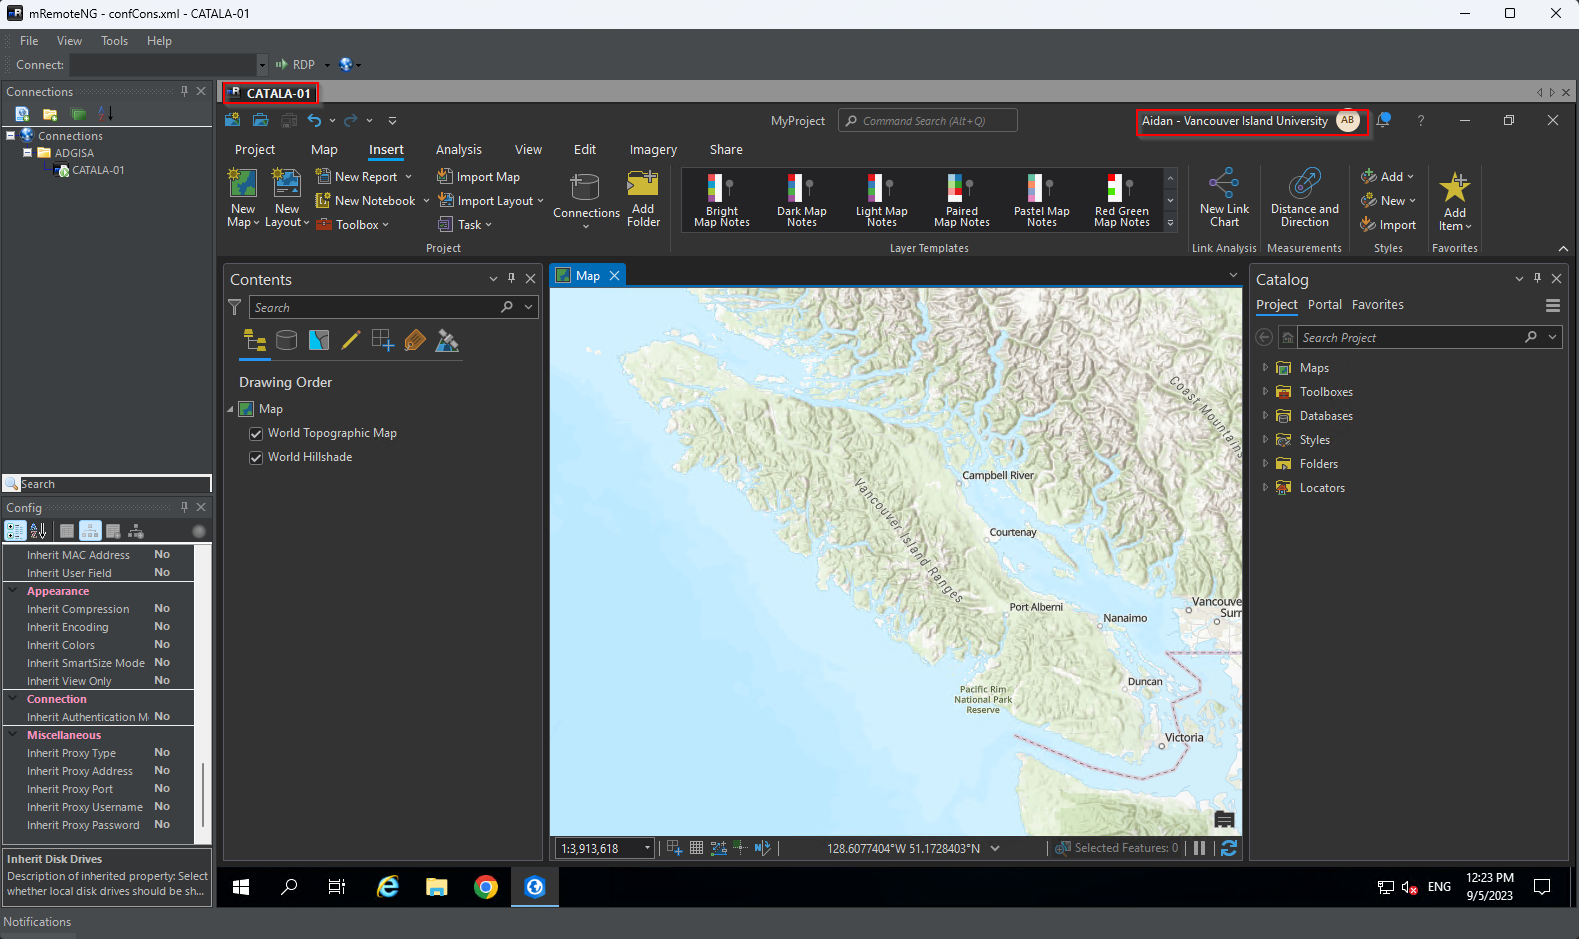 mRemoteNG - confCons.xml - CATALA-01
File View Tools Help
Connect: RDP
Connections
Connections
ADGISA
CATALA-01
Search
Config
Inherit MAC Address No
Inherit User Field No
Appearance
Inherit Compression No
Inherit Encoding No
Inherit Colors No
Inherit SmartSize Mode No
Inherit View Only No
Connection
Inherit Authentication M No
Miscellaneous
Inherit Proxy Type No
Inherit Proxy Address No
Inherit Proxy Port No
Inherit Proxy Username No
Inherit Proxy Password No
Inherit Disk Drives
Description of inherited property: Select
whether local disk drives should be sh...
Notifications
CATALA-01
MyProject Command Search (Alt+Q) Aidan - Vancouver Island University AB ?
Project Map Insert Analysis View Edit Imagery Share
New Map
New Layout
New Report
New Notebook
Toolbox
Import Map
Import Layout
Task
Connections
Add Folder
Project
Bright Map Notes
Dark Map Notes
Light Map Notes
Paired Map Notes
Pastel Map Notes
Red Green Map Notes
Layer Templates
New Link Chart
Link Analysis
Distance and Direction
Measurements
Add
New
Import
Styles
Add Item
Favorites
Contents
Search
Drawing Order
Map
World Topographic Map
World Hillshade
Map
Coast Mountains
Campbell River
Vancouver Island Ranges
Courtenay
Port Alberni
Vancouve
Surr
Nanaimo
Duncan
Pacific Rim
National Park
Reserve
Victoria
1:3,913,618 128.6077404°W 51.1728403°N Selected Features: 0
Catalog
Project Portal Favorites
Search Project
Maps
Toolboxes
Databases
Styles
Folders
Locators
ENG 12:23 PM
9/5/2023